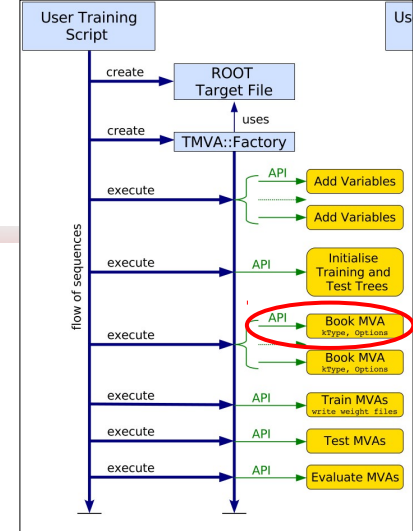 User Training
Script
Us
create
ROOT
Target File
uses
create
TMVA::Factory
execute
API
Add Variables
Add Variables
flow of sequences
execute
API
Initialise
Training and
Test Trees
execute
API
Book MVA
kType, Options
Book MVA
kType, Options
execute
API
Train MVAs
write weight files
execute
API
Test MVAs
execute
API
Evaluate MVAs